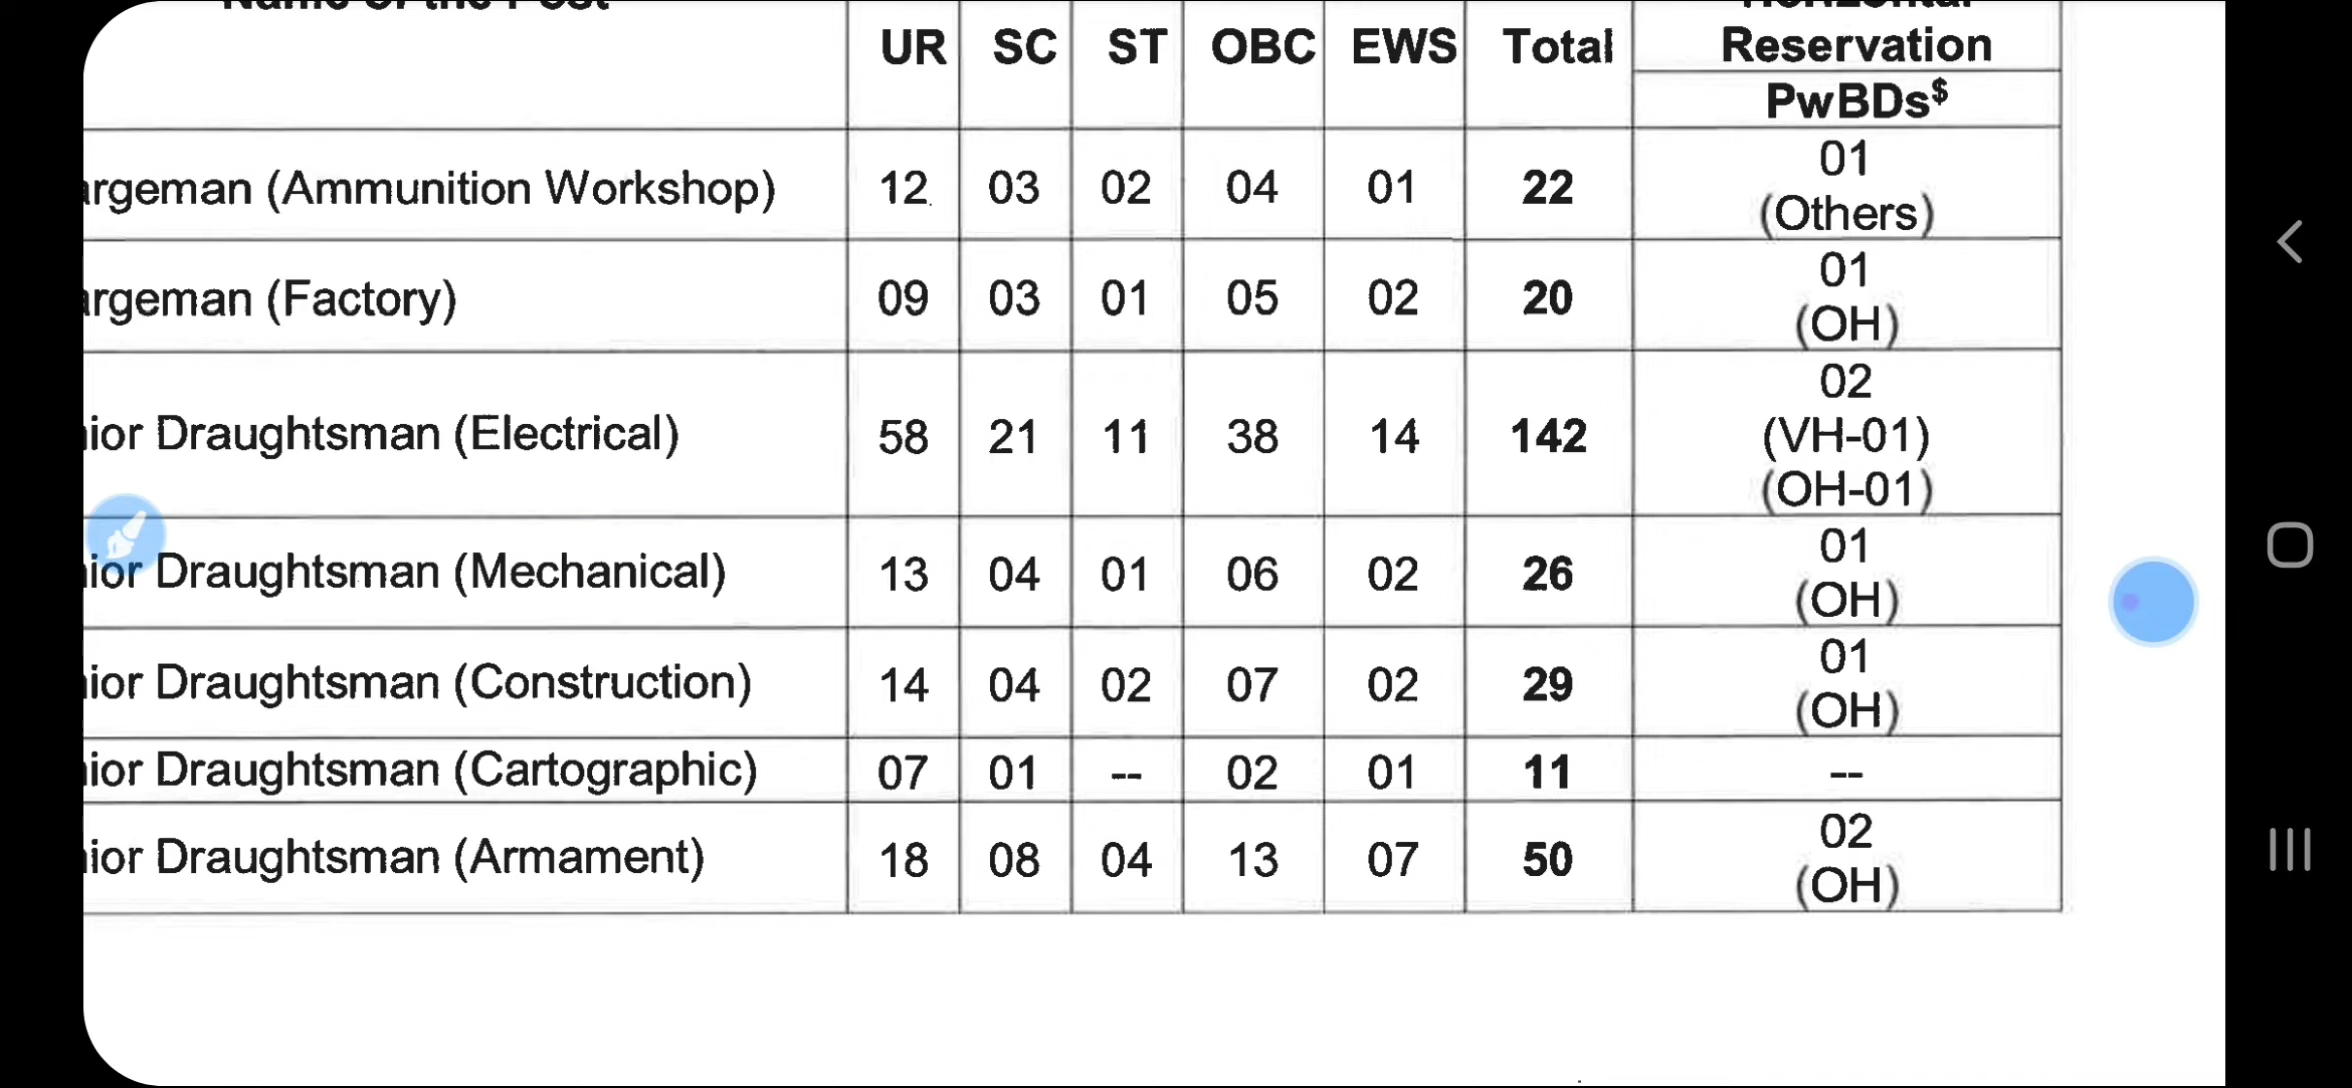 Name of the Post
Horizontal
UR SC ST OBC EWS Total Reservation
PwBDs$
rgeman (Ammunition Workshop) 12 03 02 04 01 22 01
(Others)
rgeman (Factory) 09 03 01 05 02 20 01
(OH)
ior Draughtsman (Electrical) 58 21 11 38 14 142 02
(VH-01)
(OH-01)
ior Draughtsman (Mechanical) 13 04 01 06 02 26 01
(OH)
ior Draughtsman (Construction) 14 04 02 07 02 29 01
(OH)
ior Draughtsman (Cartographic) 07 01 -- 02 01 11 --
ior Draughtsman (Armament) 18 08 04 13 07 50 02
(OH)